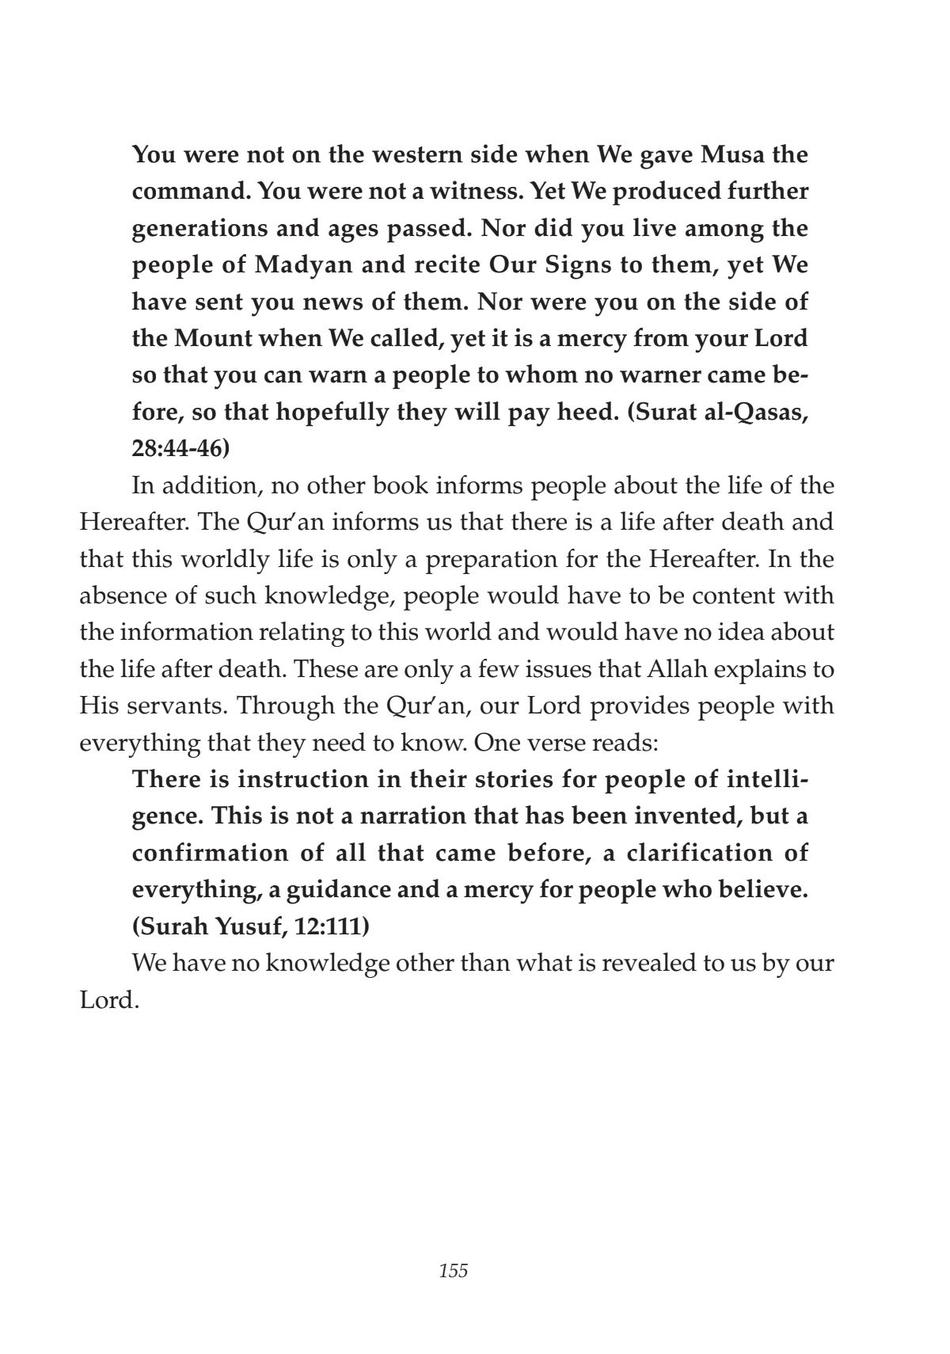 You were not on the western side when We gave Musa the
command. You were not a witness. Yet We produced further
generations and ages passed. Nor did you live among the
people of Madyan and recite Our Signs to them, yet We
have sent you news of them. Nor were you on the side of
the Mount when We called, yet it is a mercy from your Lord
so that you can warn a people to whom no warner came be-
fore, so that hopefully they will pay heed. (Surat al-Qasas,
28:44-46)
In addition, no other book informs people about the life of the
Hereafter. The Qur’an informs us that there is a life after death and
that this worldly life is only a preparation for the Hereafter. In the
absence of such knowledge, people would have to be content with
the information relating to this world and would have no idea about
the life after death. These are only a few issues that Allah explains to
His servants. Through the Qur’an, our Lord provides people with
everything that they need to know. One verse reads:
There is instruction in their stories for people of intelli-
gence. This is not a narration that has been invented, but a
confirmation of all that came before, a clarification of
everything, a guidance and a mercy for people who believe.
(Surah Yusuf, 12:111)
We have no knowledge other than what is revealed to us by our
Lord.
155